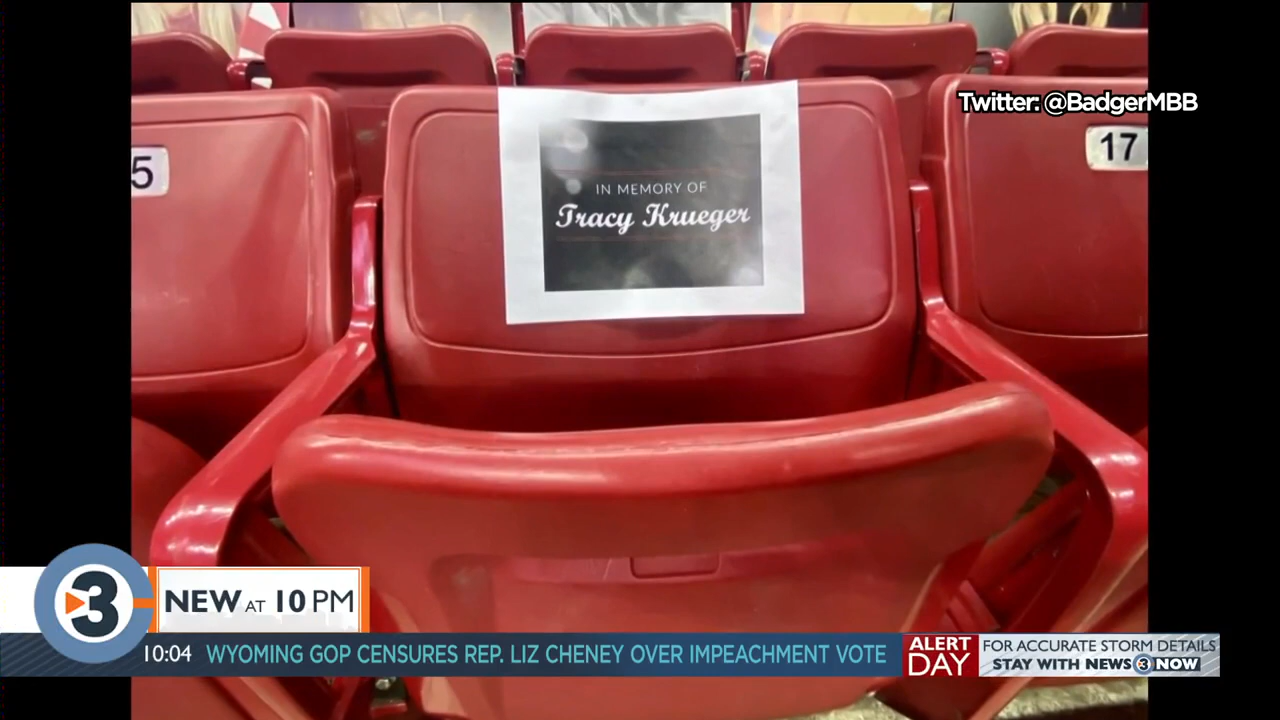 Twitter: @BadgerMBB
5
17
IN MEMORY OF
Tracy Krueger
3
NEW AT 10 PM
10:04 WYOMING GOP CENSURES REP. LIZ CHENEY OVER IMPEACHMENT VOTE
ALERT
DAY
FOR ACCURATE STORM DETAILS
STAY WITH NEWS 3 NOW